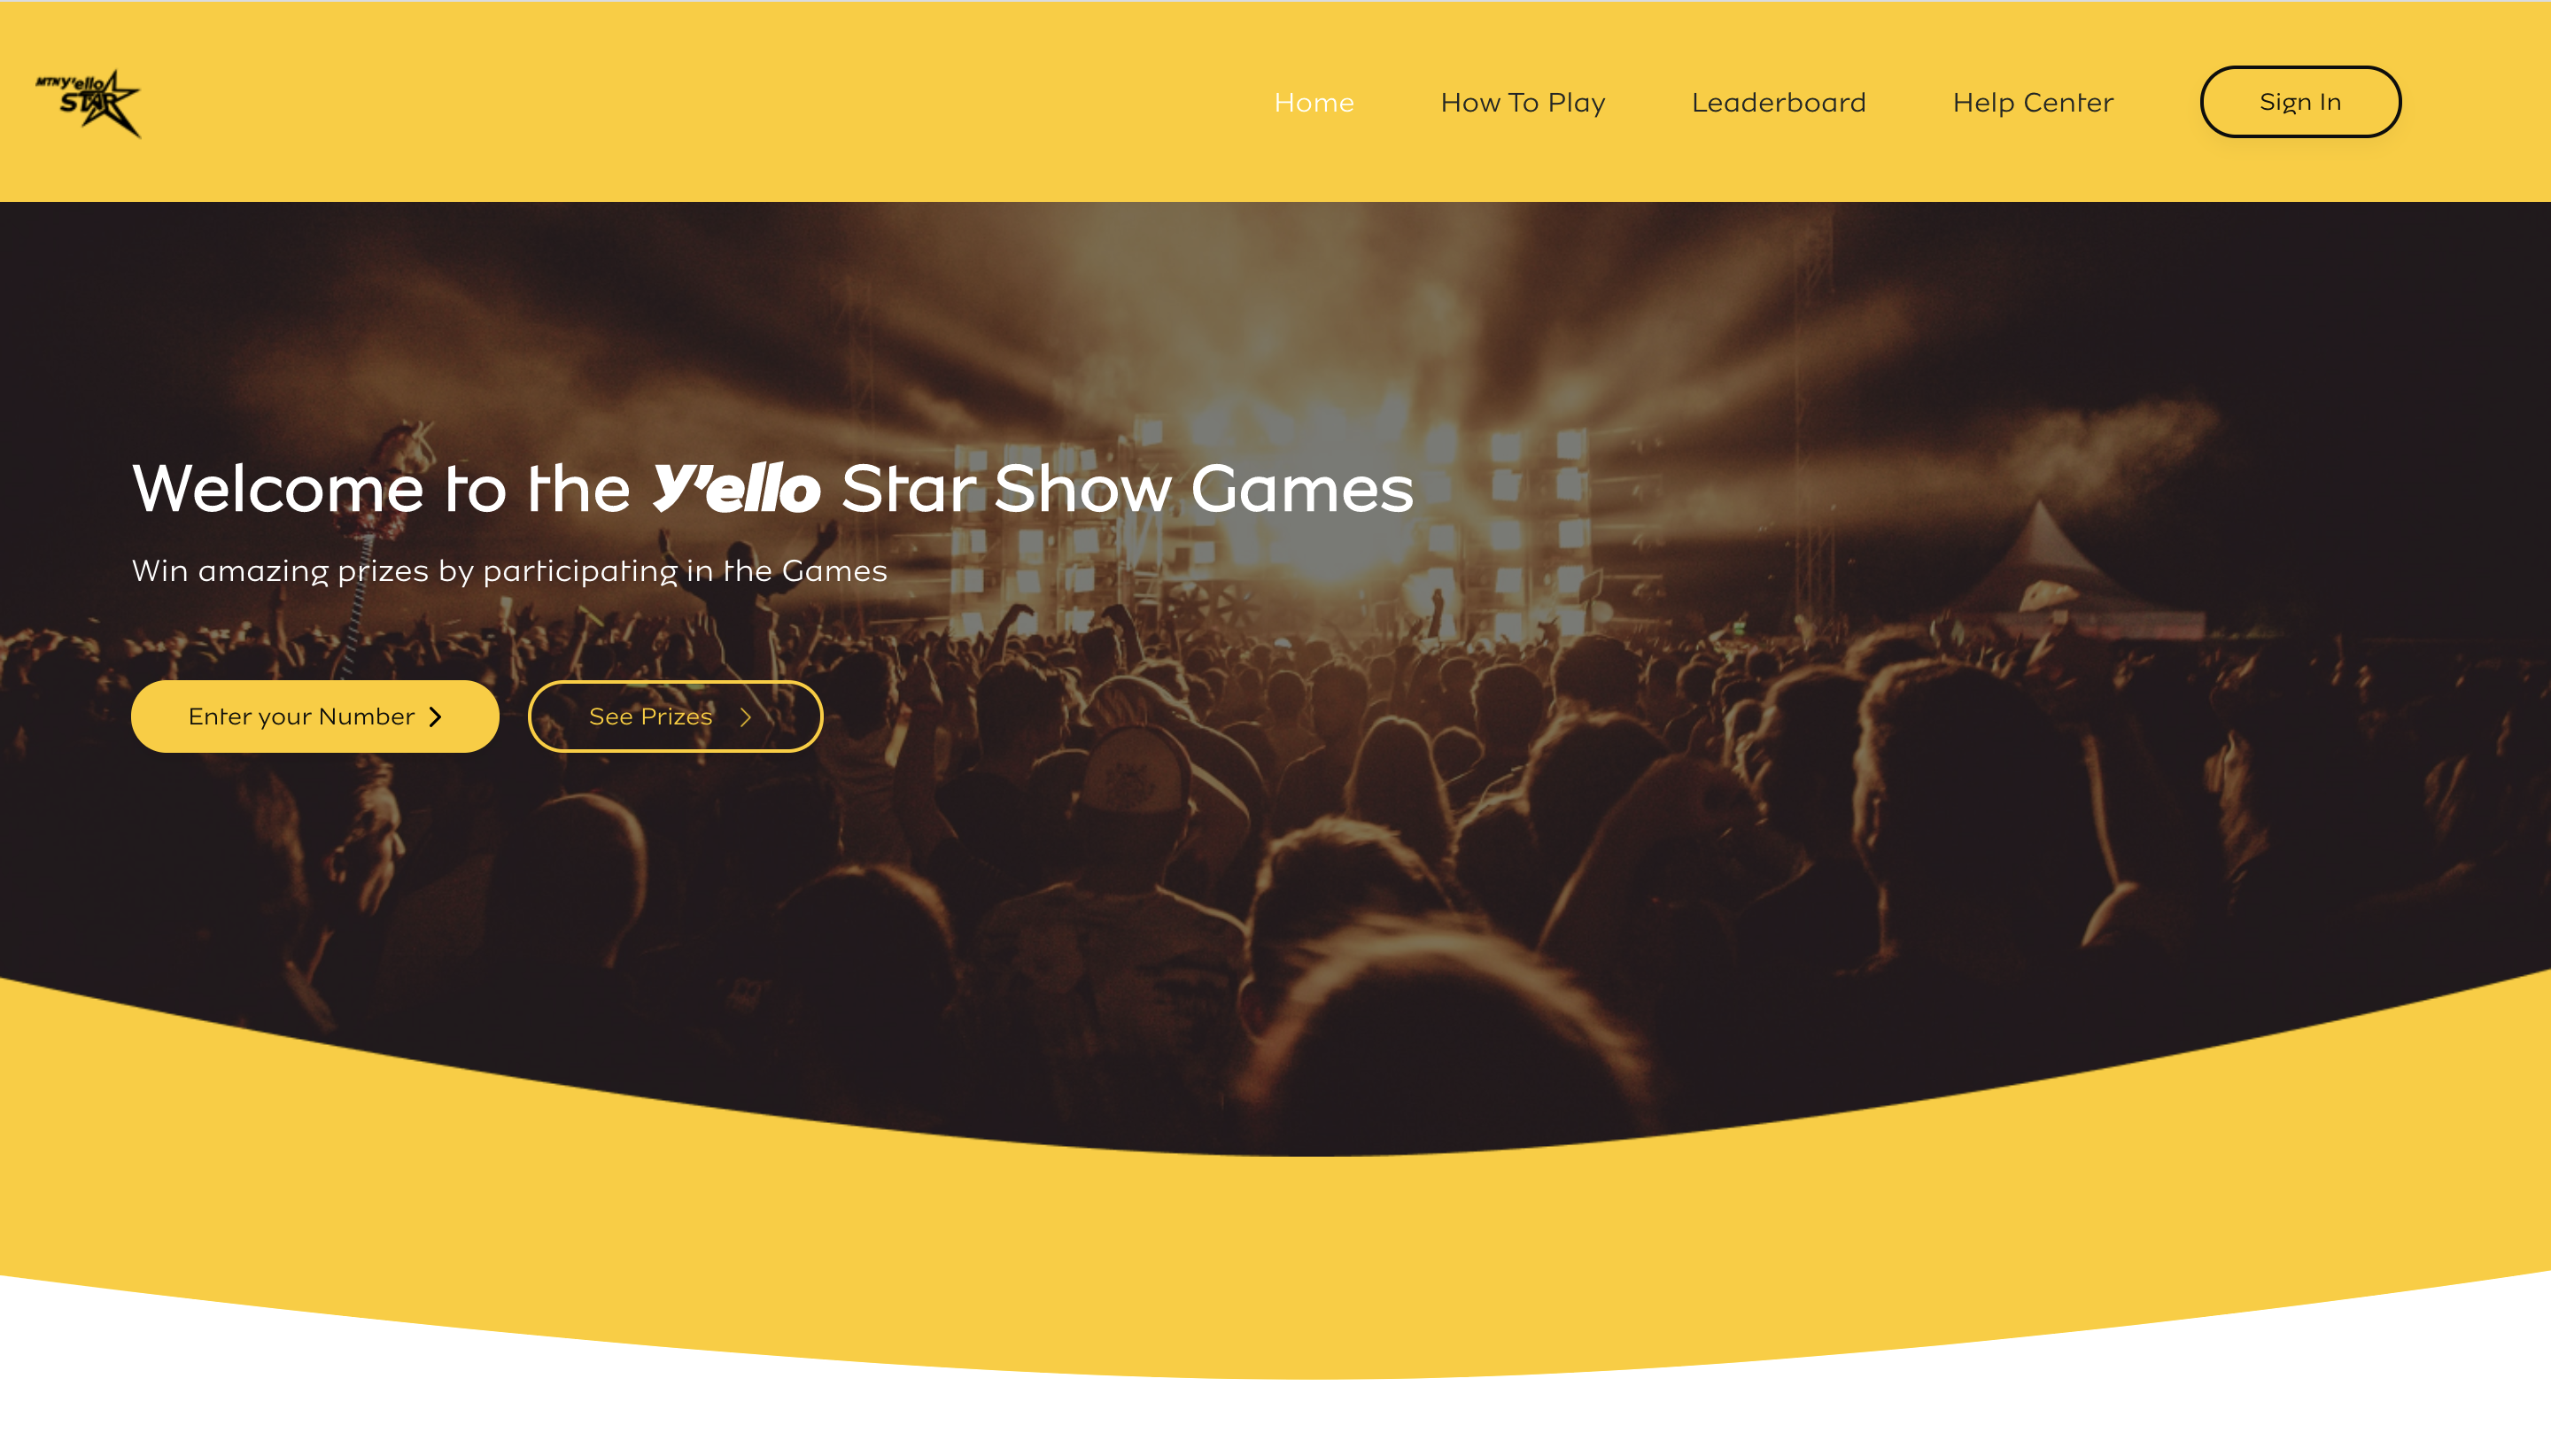 MTN Y'ello
STAR
Home
How To Play
Leaderboard
Help Center
Sign In
Welcome to the Y'ello Star Show Games
Win amazing prizes by participating in the Games
Enter your Number
See Prizes